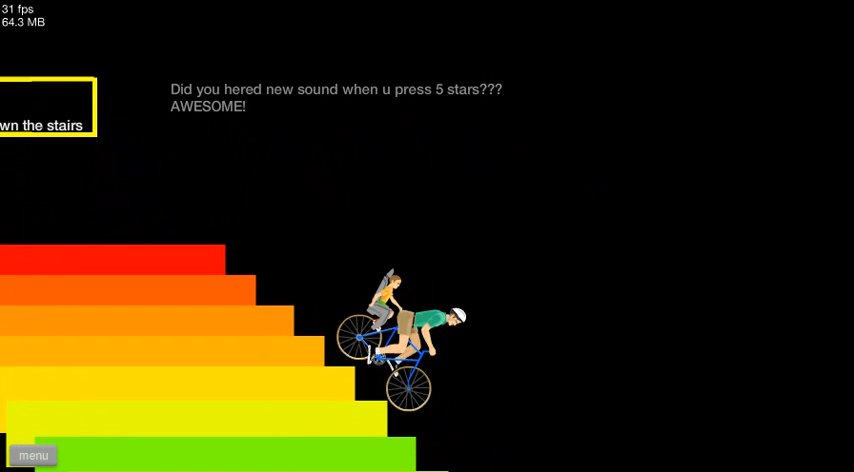 31 fps
64.3 MB
Did you hered new sound when u press 5 stars???
AWESOME!
wn the stairs
menu